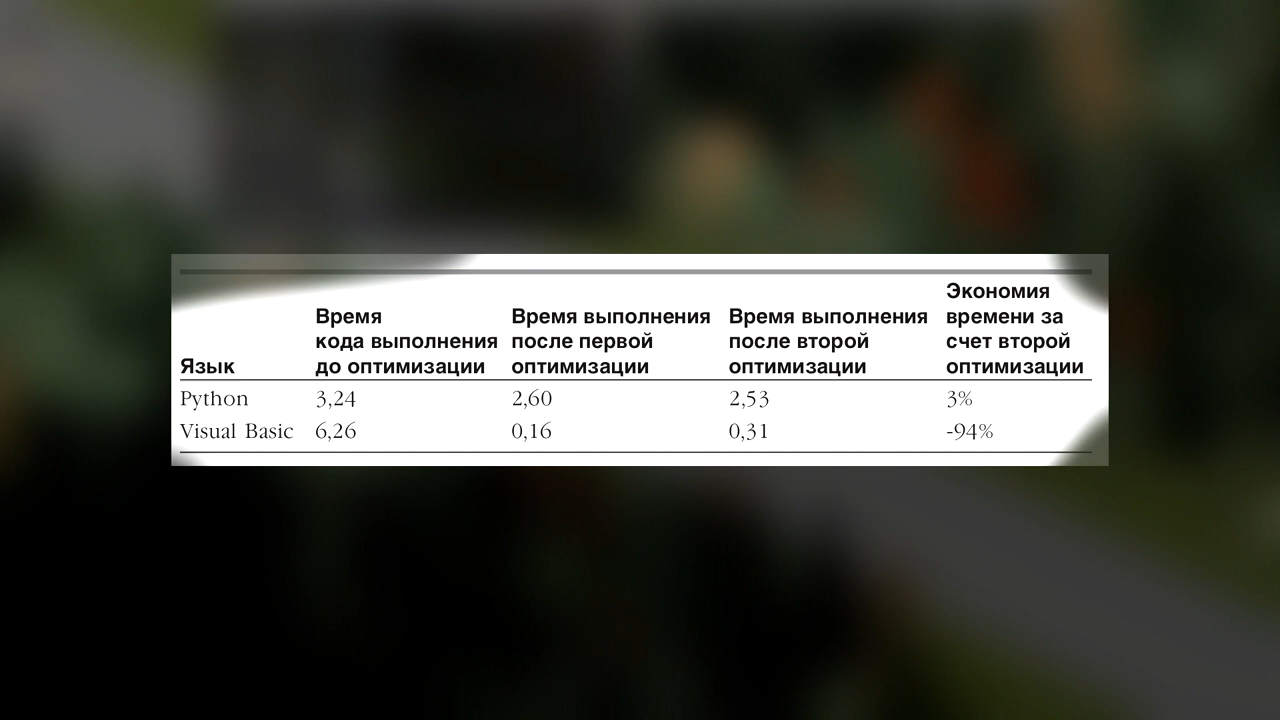 Язык Время кода выполнения до оптимизации Время выполнения после первой оптимизации Время выполнения после второй оптимизации Экономия времени за счет второй оптимизации
Python 3,24 2,60 2,53 3%
Visual Basic 6,26 0,16 0,31 -94%